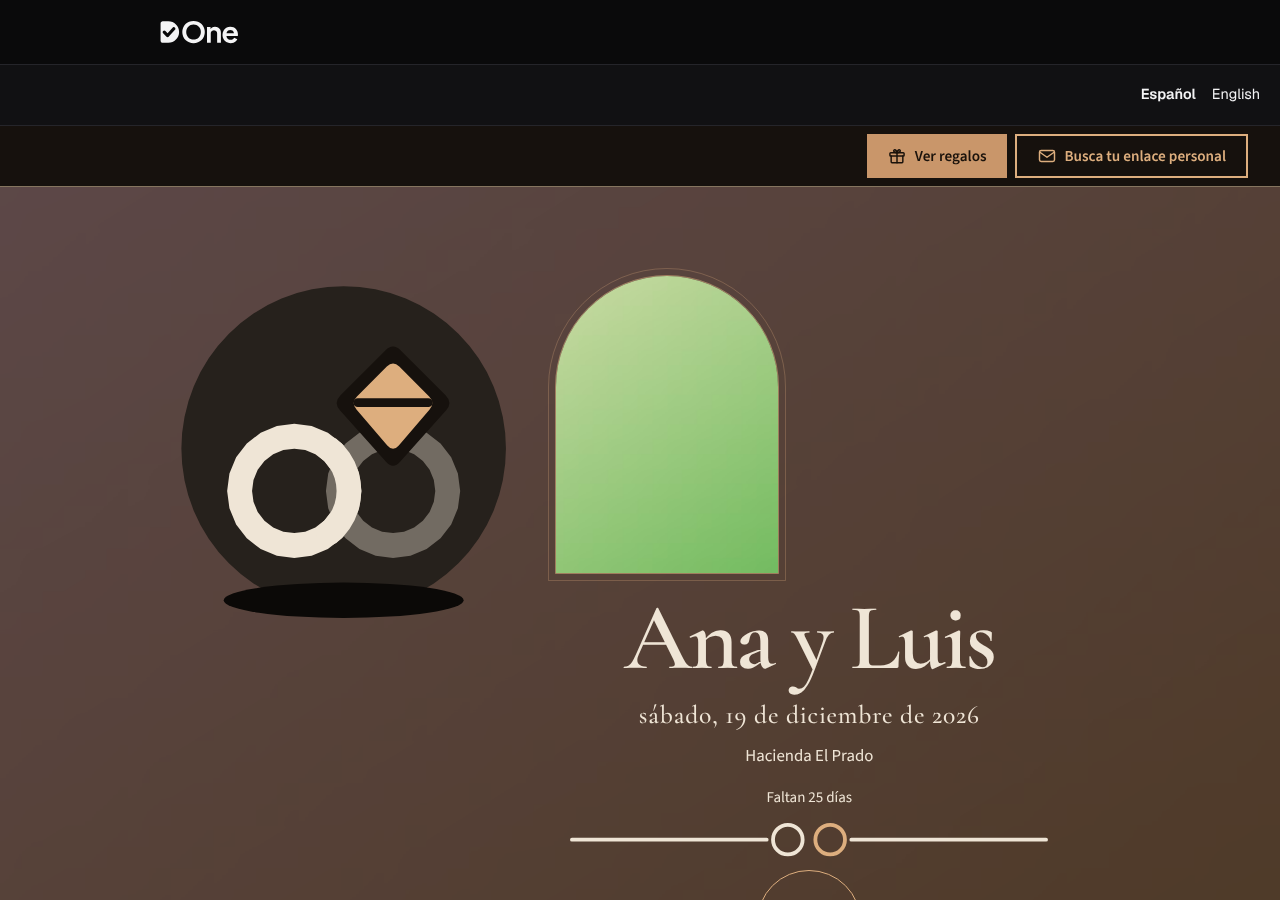 One
Español English
Ver regalos Busca tu enlace personal
Ana y Luis
sábado, 19 de diciembre de 2026
Hacienda El Prado
Faltan 25 días